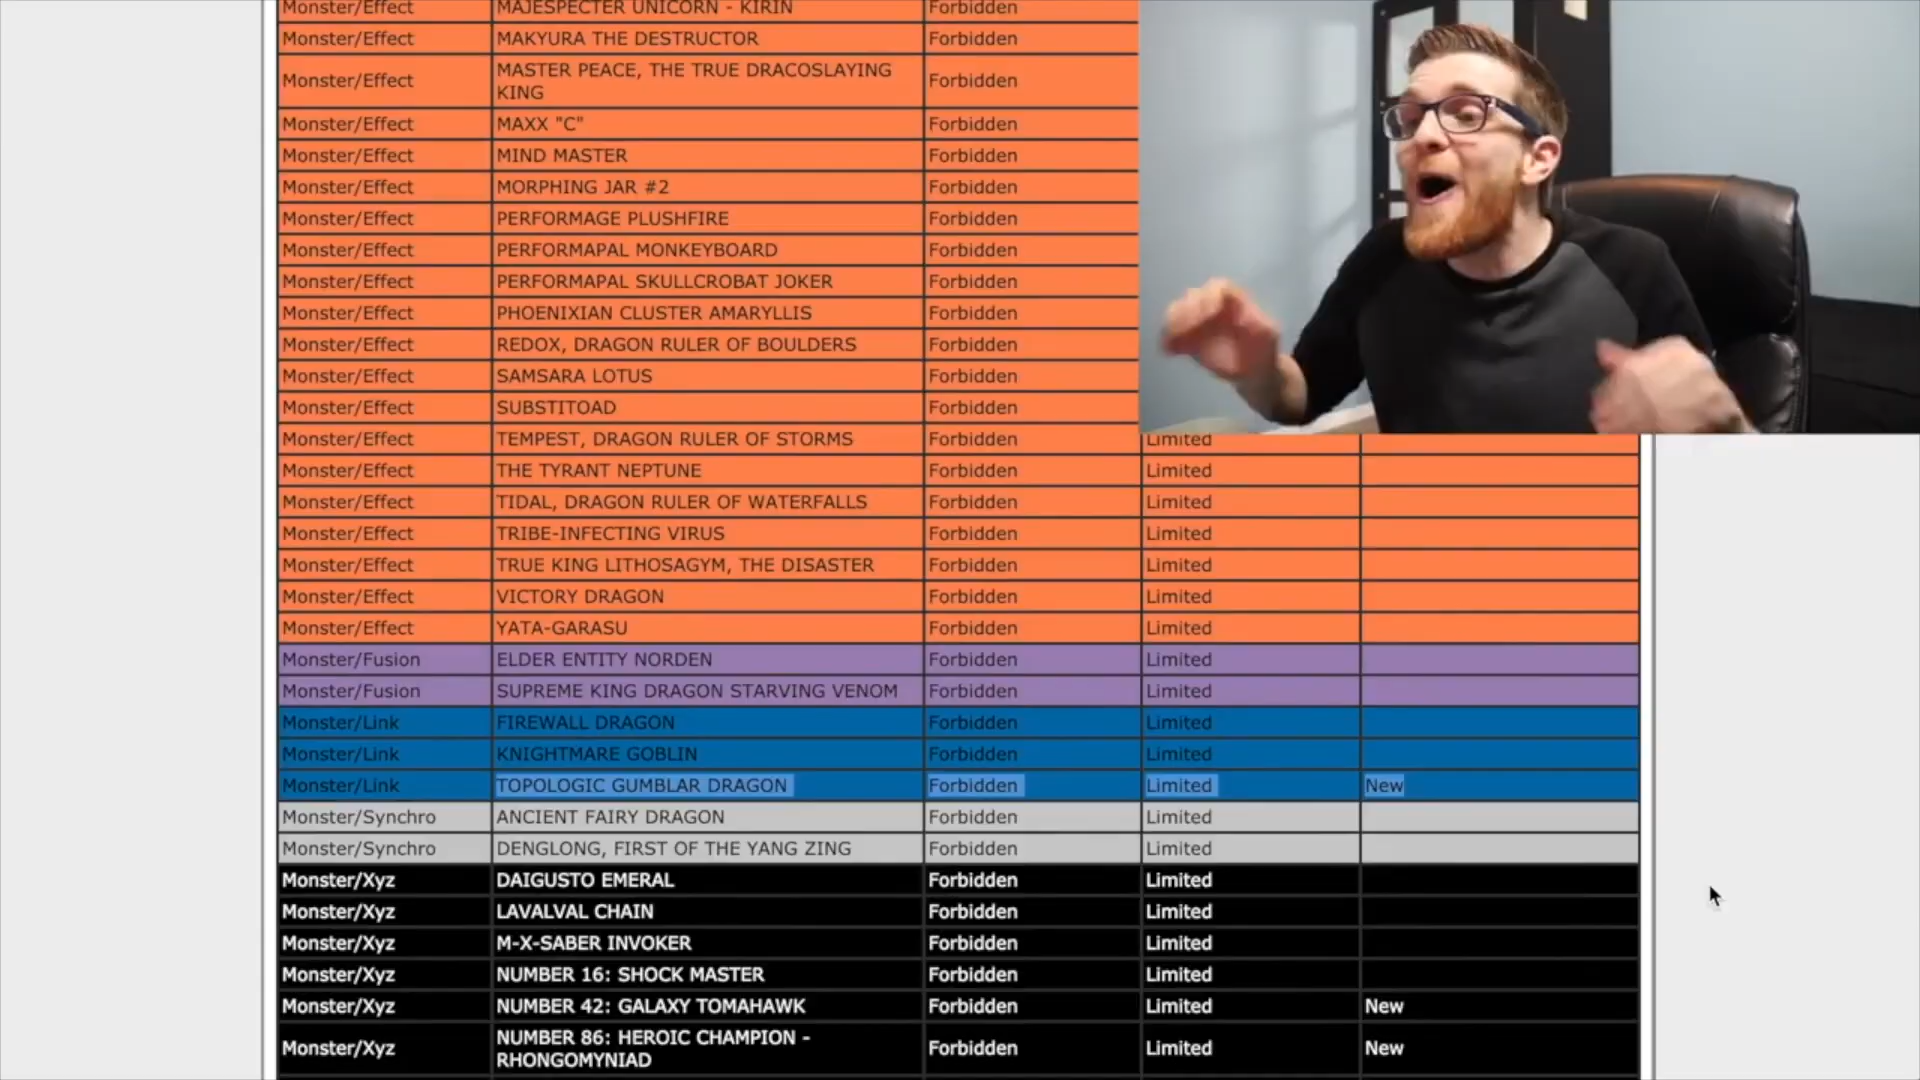 Monster/Effect MAJESPECTER UNICORN - KIRIN Forbidden
Monster/Effect MAKYURA THE DESTRUCTOR Forbidden
Monster/Effect MASTER PEACE, THE TRUE DRACOSLAYING KING Forbidden
Monster/Effect MAXX "C" Forbidden
Monster/Effect MIND MASTER Forbidden
Monster/Effect MORPHING JAR #2 Forbidden
Monster/Effect PERFORMAGE PLUSHFIRE Forbidden
Monster/Effect PERFORMAPAL MONKEYBOARD Forbidden
Monster/Effect PERFORMAPAL SKULLCROBAT JOKER Forbidden
Monster/Effect PHOENIXIAN CLUSTER AMARYLLIS Forbidden
Monster/Effect REDOX, DRAGON RULER OF BOULDERS Forbidden
Monster/Effect SAMSARA LOTUS Forbidden
Monster/Effect SUBSTITOAD Forbidden
Monster/Effect TEMPEST, DRAGON RULER OF STORMS Forbidden Limited
Monster/Effect THE TYRANT NEPTUNE Forbidden Limited
Monster/Effect TIDAL, DRAGON RULER OF WATERFALLS Forbidden Limited
Monster/Effect TRIBE-INFECTING VIRUS Forbidden Limited
Monster/Effect TRUE KING LITHOSAGYM, THE DISASTER Forbidden Limited
Monster/Effect VICTORY DRAGON Forbidden Limited
Monster/Effect YATA-GARASU Forbidden Limited
Monster/Fusion ELDER ENTITY NORDEN Forbidden Limited
Monster/Fusion SUPREME KING DRAGON STARVING VENOM Forbidden Limited
Monster/Link FIREWALL DRAGON Forbidden Limited
Monster/Link KNIGHTMARE GOBLIN Forbidden Limited
Monster/Link TOPOLOGIC GUMBLAR DRAGON Forbidden Limited New
Monster/Synchro ANCIENT FAIRY DRAGON Forbidden Limited
Monster/Synchro DENGLONG, FIRST OF THE YANG ZING Forbidden Limited
Monster/Xyz DAIGUSTO EMERAL Forbidden Limited
Monster/Xyz LAVALVAL CHAIN Forbidden Limited
Monster/Xyz M-X-SABER INVOKER Forbidden Limited
Monster/Xyz NUMBER 16: SHOCK MASTER Forbidden Limited
Monster/Xyz NUMBER 42: GALAXY TOMAHAWK Forbidden Limited New
Monster/Xyz NUMBER 86: HEROIC CHAMPION - RHONGOMYNIAD Forbidden Limited New